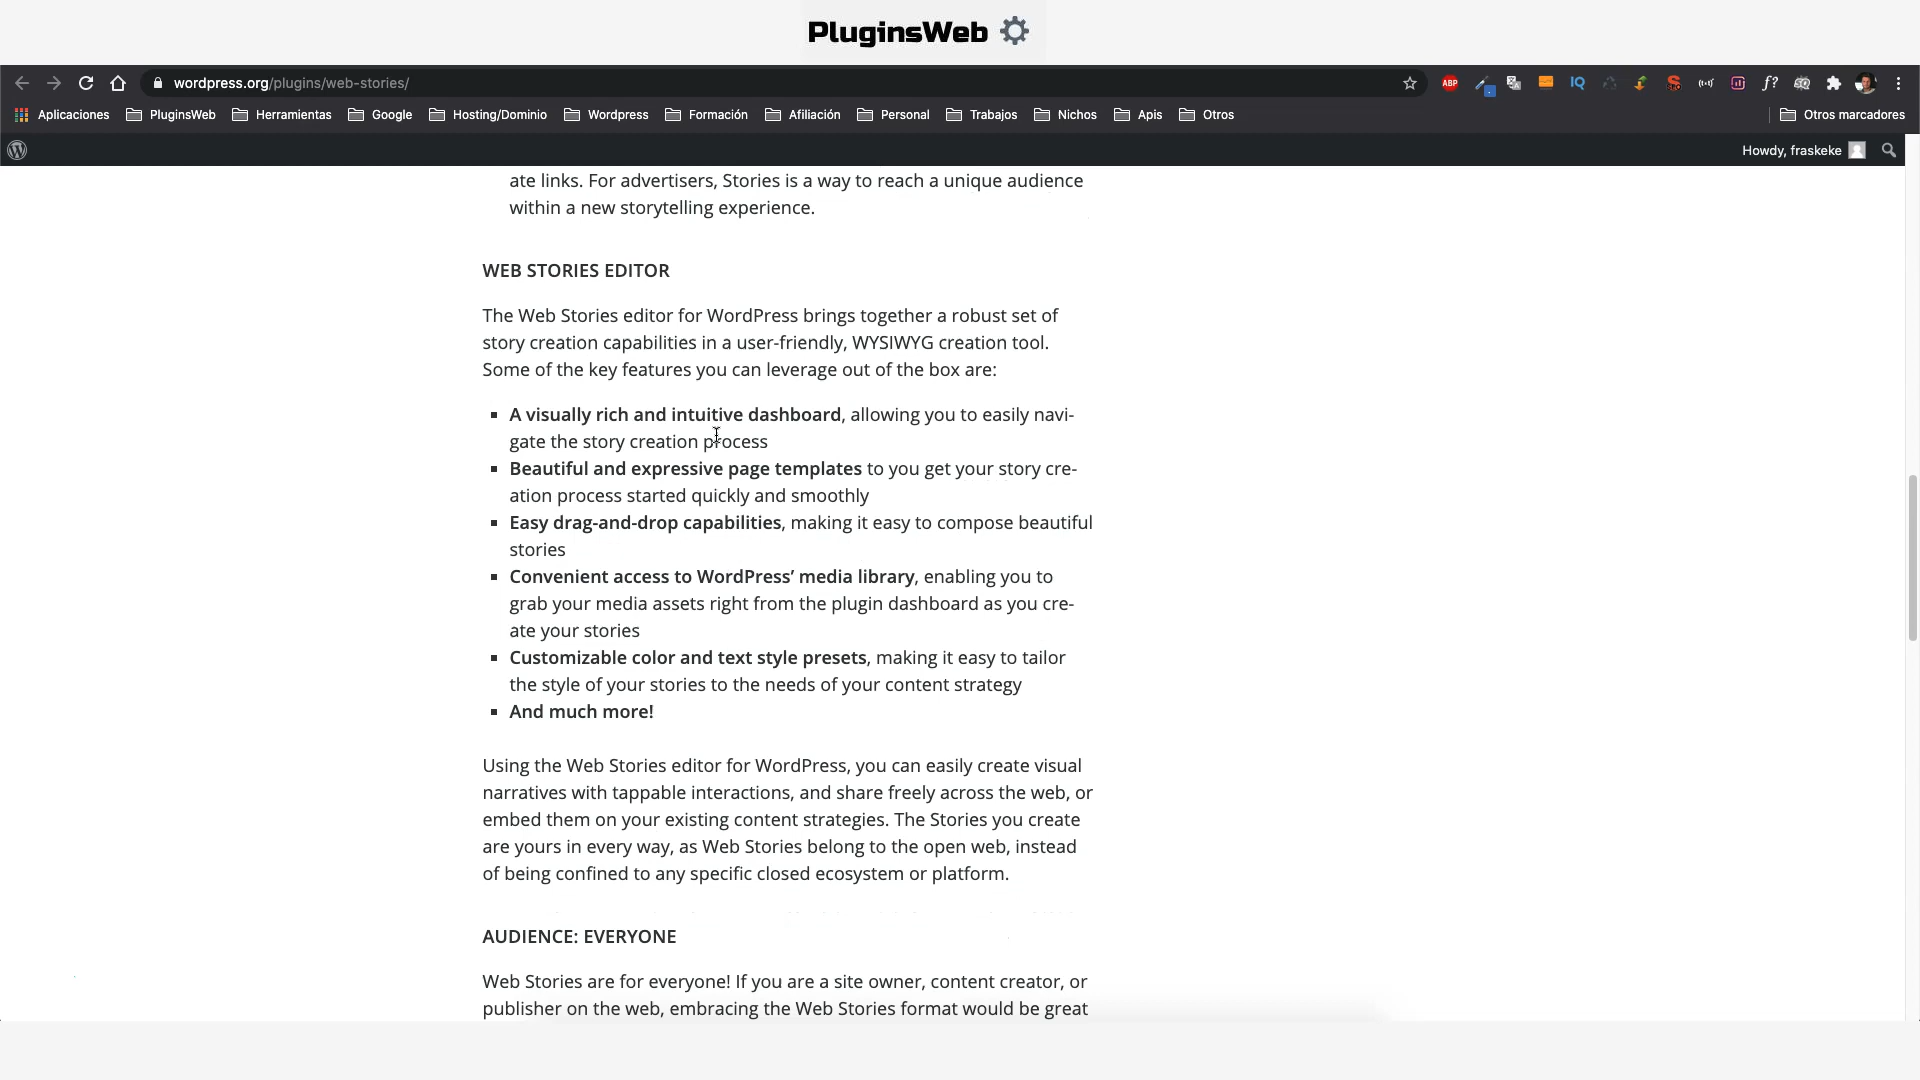 PluginsWeb
wordpress.org/plugins/web-stories/
ABP
IQ
f?
Aplicaciones
PluginsWeb
Herramientas
Google
Hosting/Dominio
Wordpress
Formación
Afiliación
Personal
Trabajos
Nichos
Apis
Otros
Otros marcadores
Howdy, fraskeke
ate links. For advertisers, Stories is a way to reach a unique audience
within a new storytelling experience.
WEB STORIES EDITOR
The Web Stories editor for WordPress brings together a robust set of
story creation capabilities in a user-friendly, WYSIWYG creation tool.
Some of the key features you can leverage out of the box are:
▪ A visually rich and intuitive dashboard, allowing you to easily navi-
gate the story creation process
▪ Beautiful and expressive page templates to you get your story cre-
ation process started quickly and smoothly
▪ Easy drag-and-drop capabilities, making it easy to compose beautiful
stories
▪ Convenient access to WordPress’ media library, enabling you to
grab your media assets right from the plugin dashboard as you cre-
ate your stories
▪ Customizable color and text style presets, making it easy to tailor
the style of your stories to the needs of your content strategy
▪ And much more!
Using the Web Stories editor for WordPress, you can easily create visual
narratives with tappable interactions, and share freely across the web, or
embed them on your existing content strategies. The Stories you create
are yours in every way, as Web Stories belong to the open web, instead
of being confined to any specific closed ecosystem or platform.
AUDIENCE: EVERYONE
Web Stories are for everyone! If you are a site owner, content creator, or
publisher on the web, embracing the Web Stories format would be great